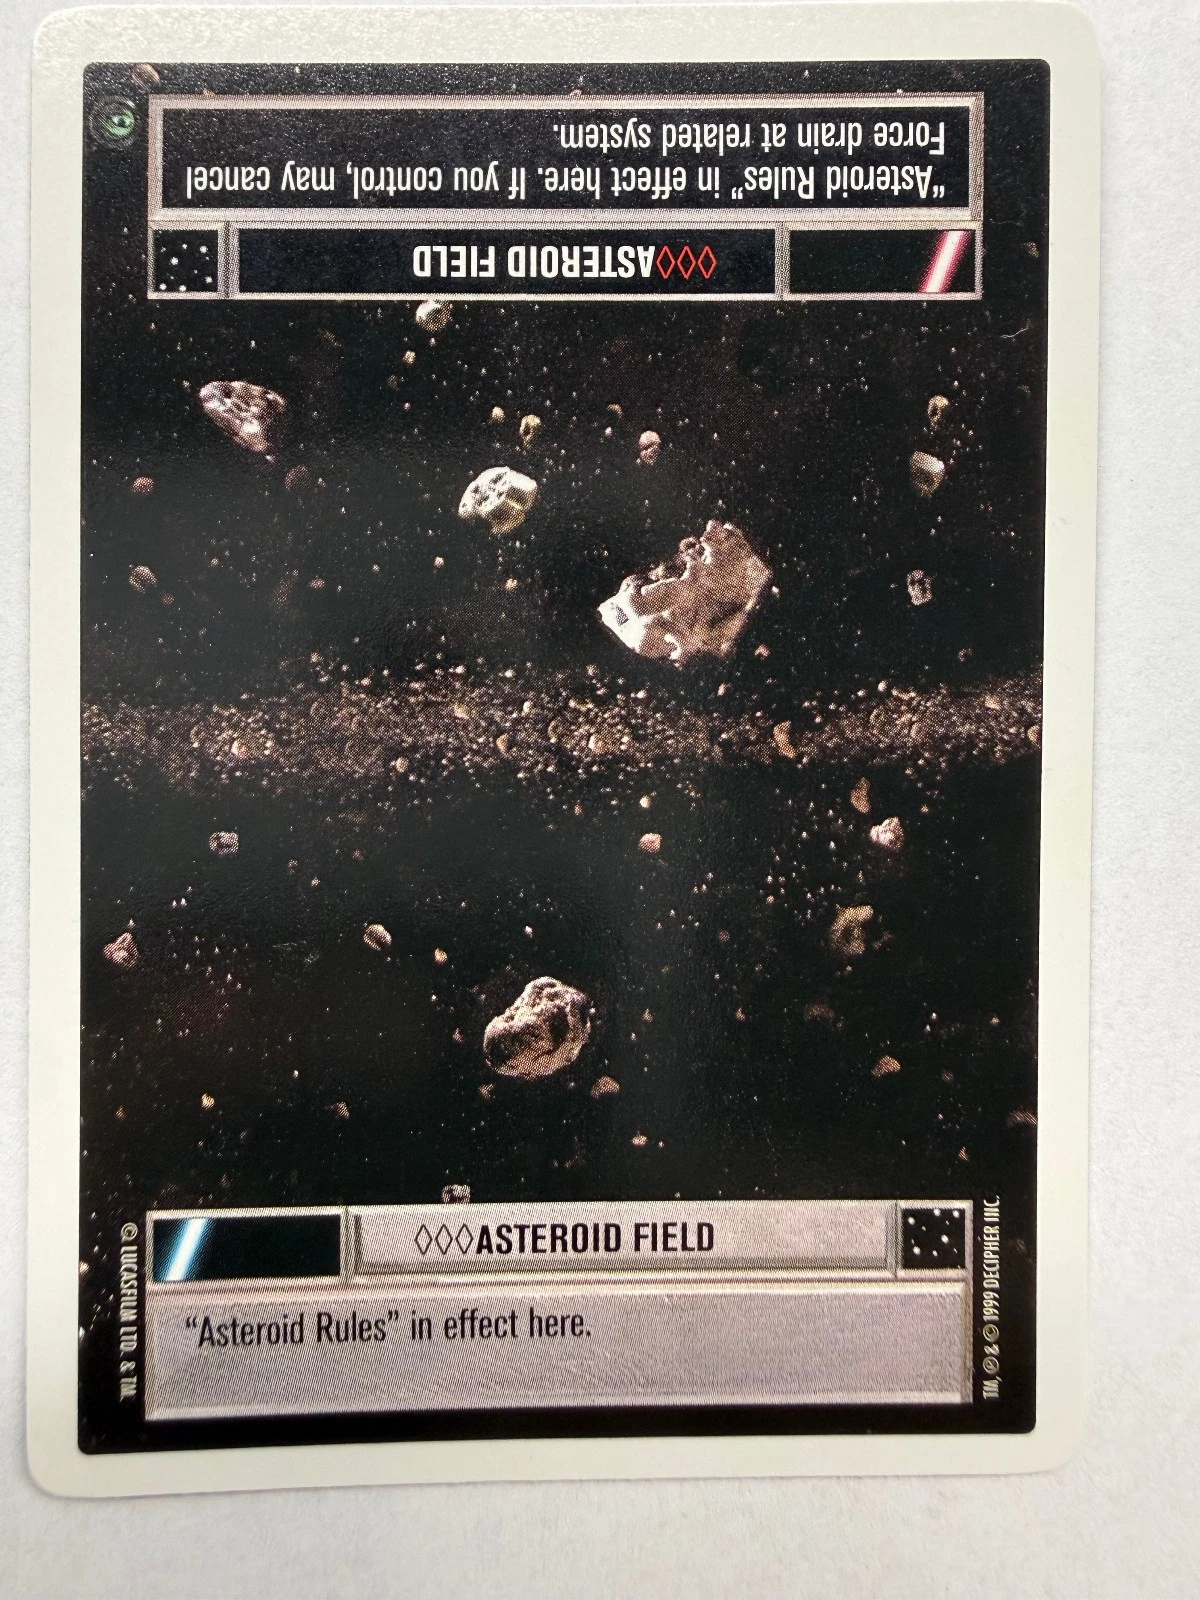 “Asteroid Rules” in effect here. If you control, may cancel
Force drain at related system.
◊◊◊ASTEROID FIELD
◊◊◊ASTEROID FIELD
“Asteroid Rules” in effect here.
© LUCASFILM LTD. & TM.
TM, ® & © 1999 DECIPHER INC.